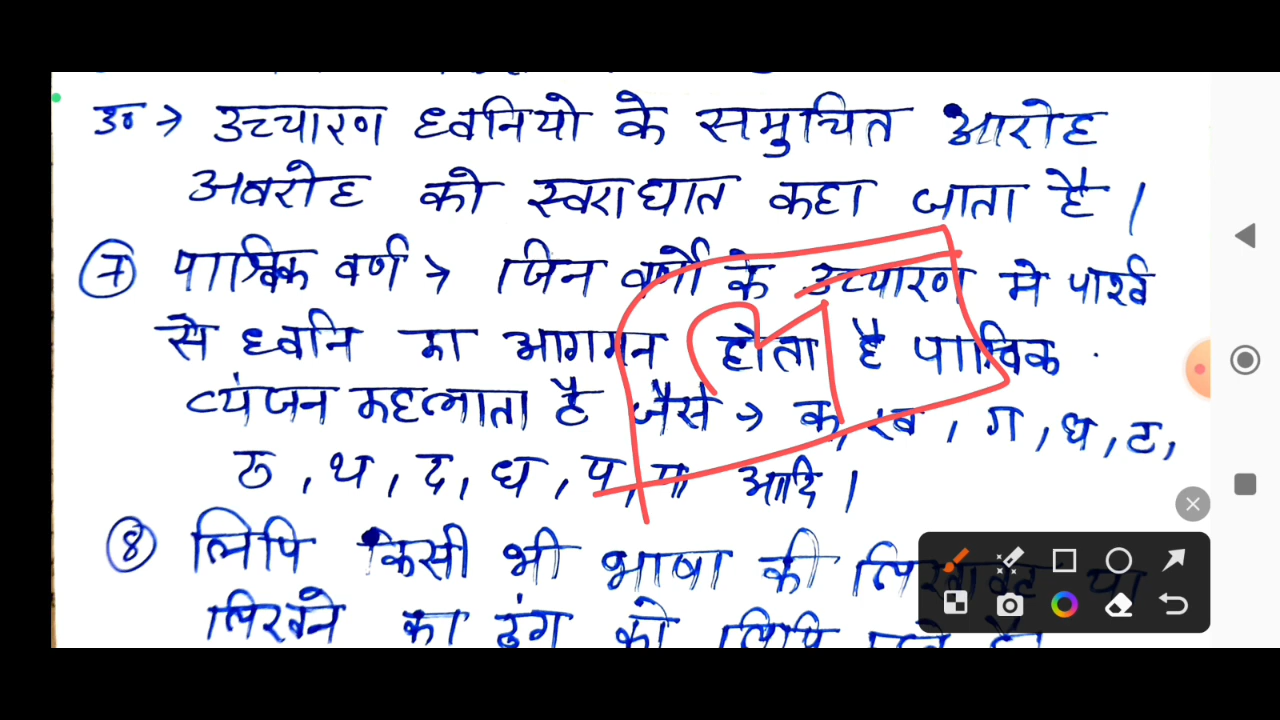 उ० → उच्चारण ध्वनियो के समुचित आरोह
अवरोह को स्वराघात कहा जाता है।
⑦ पाश्विक वर्ण → जिन वर्णों के उच्चारण मे पार्श्व
से ध्वनि का आगमन होता है पाश्विक
व्यंजन कहलाता है जैसे → क, ख, ग, घ, ट,
ठ, थ, द, ध, प, आदि।
⑧ लिपि किसी भी भाषा की लिखावट या
लिखने का ढंग को लिपि